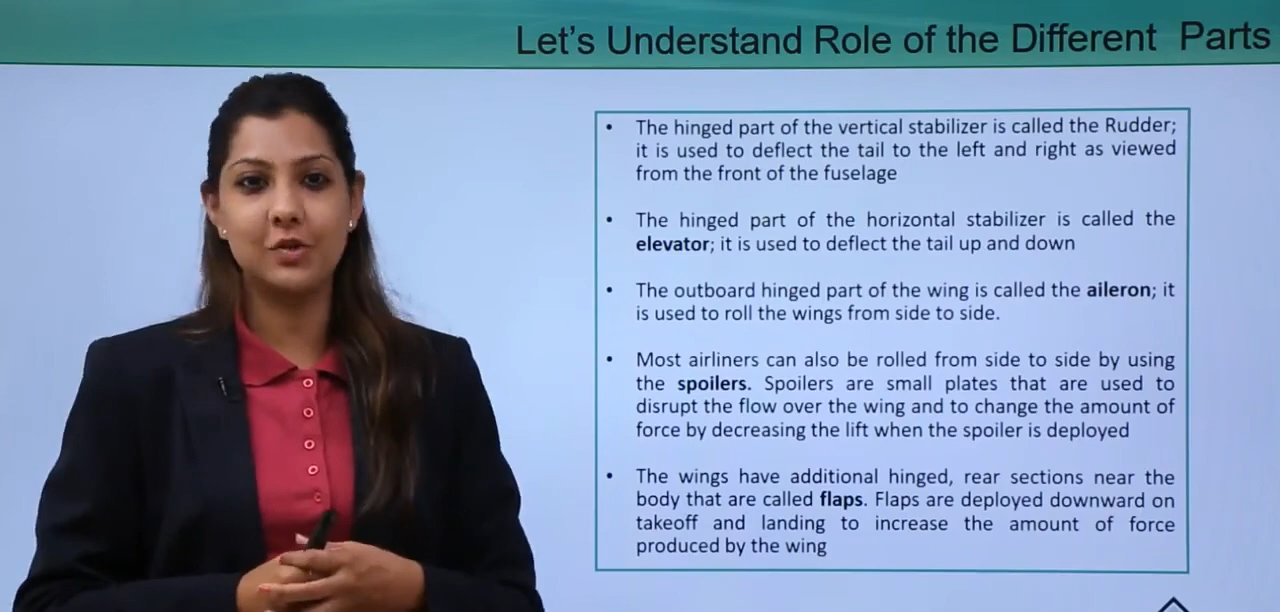 Let's Understand Role of the Different Parts
• The hinged part of the vertical stabilizer is called the Rudder;
it is used to deflect the tail to the left and right as viewed
from the front of the fuselage
• The hinged part of the horizontal stabilizer is called the
elevator; it is used to deflect the tail up and down
• The outboard hinged part of the wing is called the aileron; it
is used to roll the wings from side to side.
• Most airliners can also be rolled from side to side by using
the spoilers. Spoilers are small plates that are used to
disrupt the flow over the wing and to change the amount of
force by decreasing the lift when the spoiler is deployed
• The wings have additional hinged, rear sections near the
body that are called flaps. Flaps are deployed downward on
takeoff and landing to increase the amount of force
produced by the wing